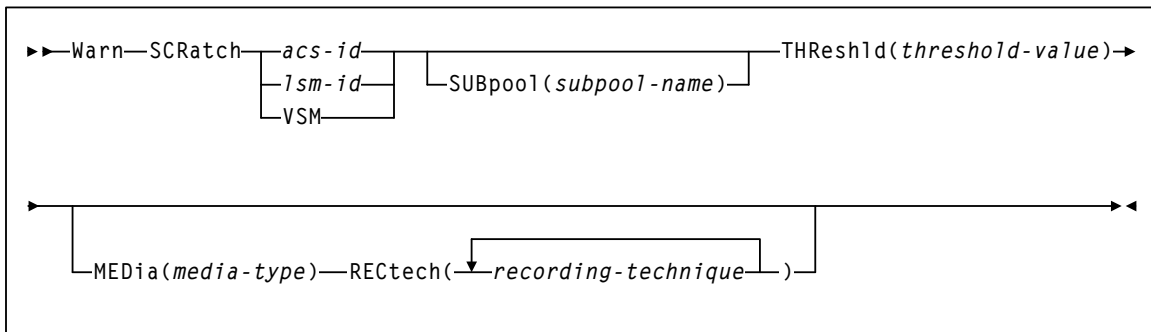 Warn SCRatch acs-id THReshld(threshold-value)
lsm-id SUBpool(subpool-name)
VSM
MEDia(media-type) RECtech( recording-technique )